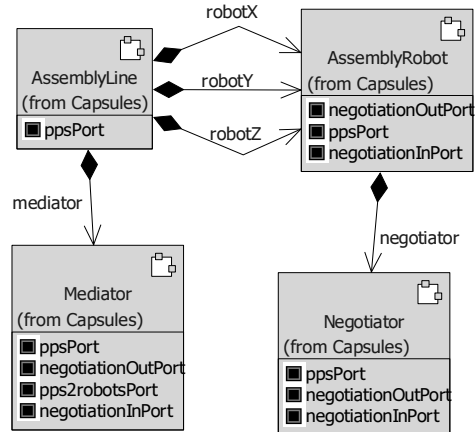 robotX
AssemblyLine
(from Capsules)
ppsPort
robotY
robotZ
AssemblyRobot
(from Capsules)
negotiationOutPort
ppsPort
negotiationInPort
mediator
negotiator
Mediator
(from Capsules)
ppsPort
negotiationOutPort
pps2robotsPort
negotiationInPort
Negotiator
(from Capsules)
ppsPort
negotiationOutPort
negotiationInPort